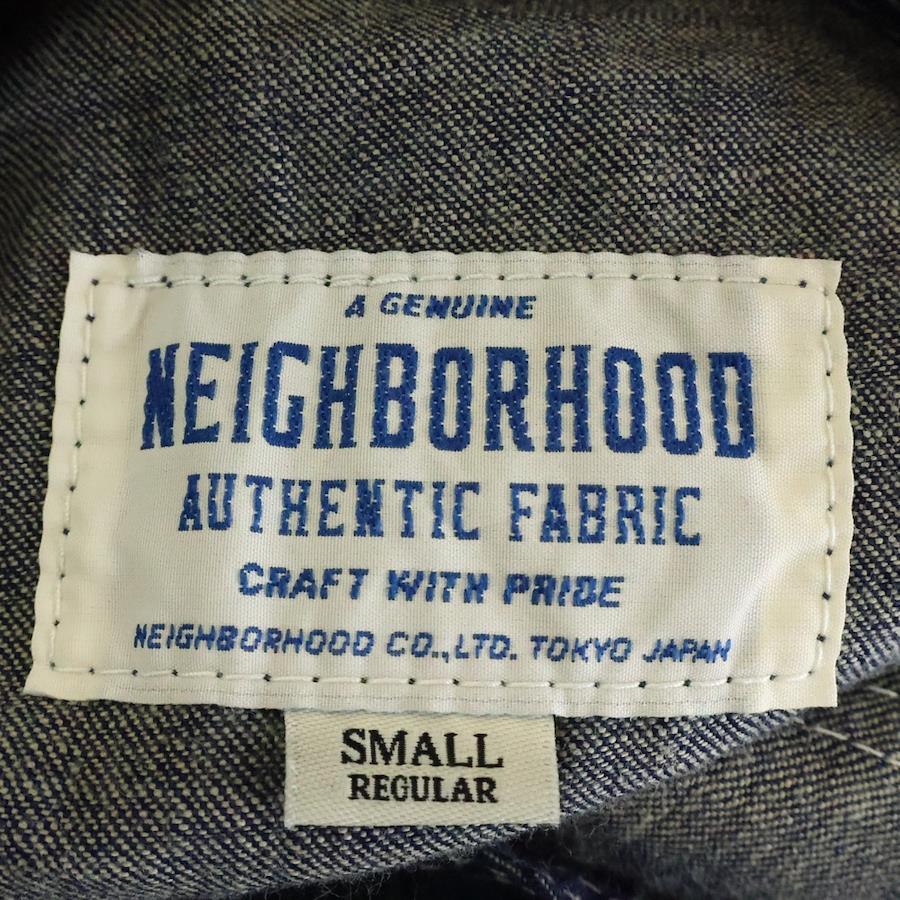 A GENUINE
NEIGHBORHOOD
AUTHENTIC FABRIC
CRAFT WITH PRIDE
NEIGHBORHOOD CO.,LTD. TOKYO JAPAN
SMALL
REGULAR